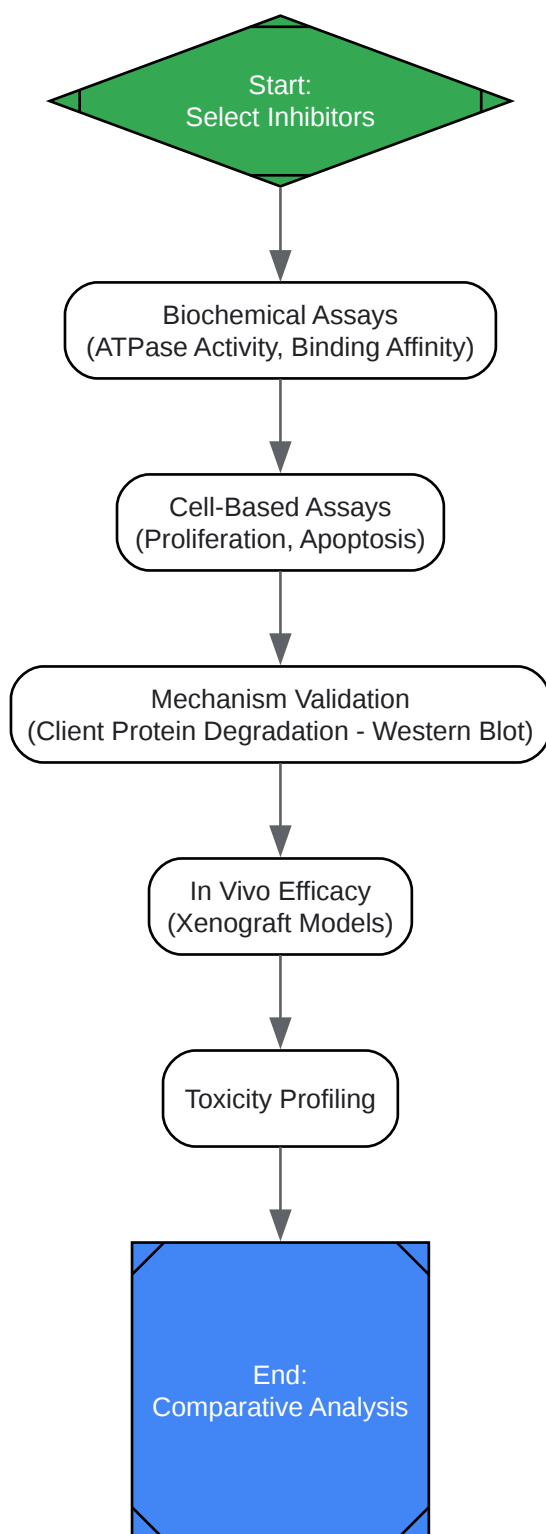 Start:
Select Inhibitors
Biochemical Assays
(ATPase Activity, Binding Affinity)
Cell-Based Assays
(Proliferation, Apoptosis)
Mechanism Validation
(Client Protein Degradation - Western Blot)
In Vivo Efficacy
(Xenograft Models)
Toxicity Profiling
End:
Comparative Analysis